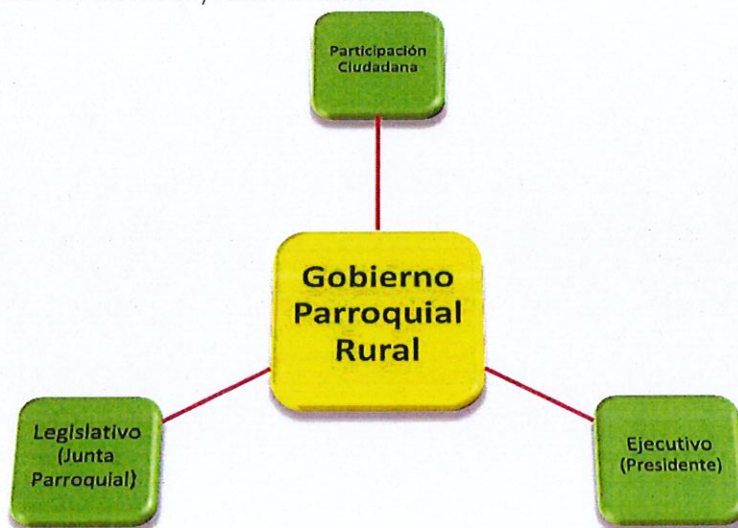 Participación
Ciudadana
Gobierno
Parroquial
Rural
Legislativo
(Junta
Parroquial)
Ejecutivo
(Presidente)